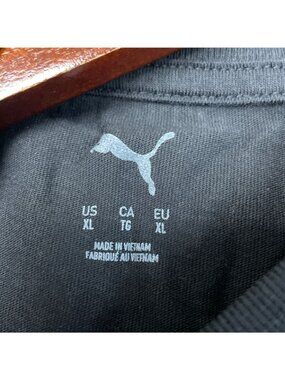 US CA EU
XL TG XL
MADE IN VIETNAM
FABRIQUÉ AU VIETNAM